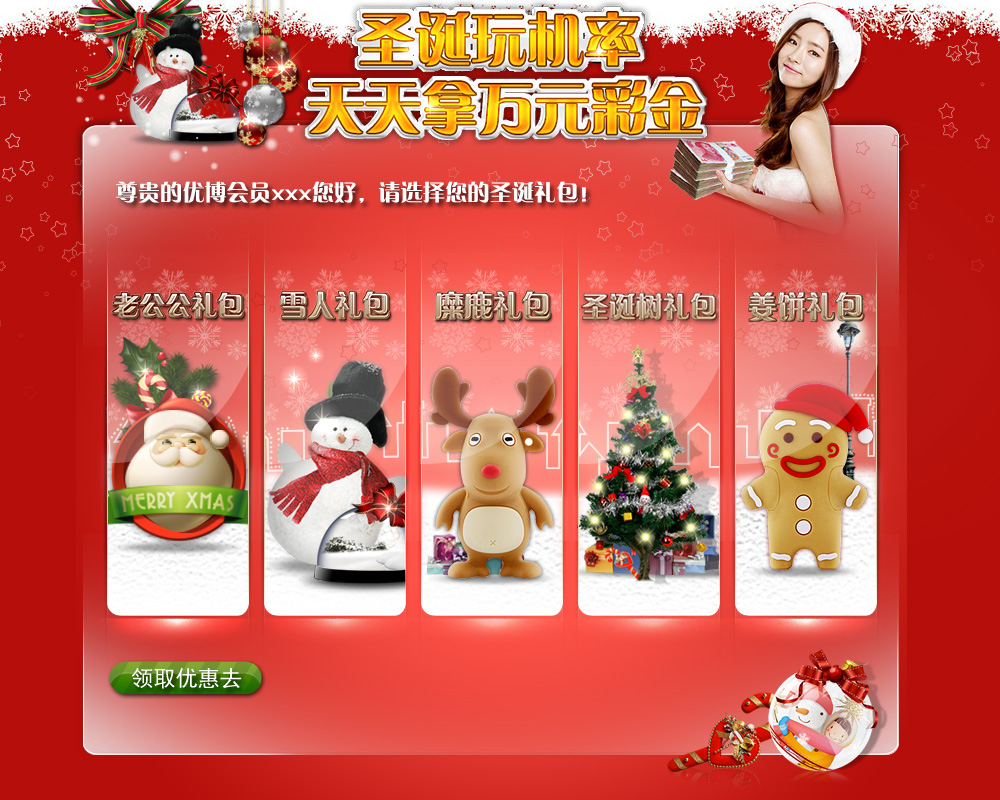 圣诞玩机率
天天拿万元彩金
尊贵的优博会员xxx您好，请选择您的圣诞礼包!
老公公礼包
雪人礼包
麋鹿礼包
圣诞树礼包
姜饼礼包
MERRY XMAS
领取优惠去